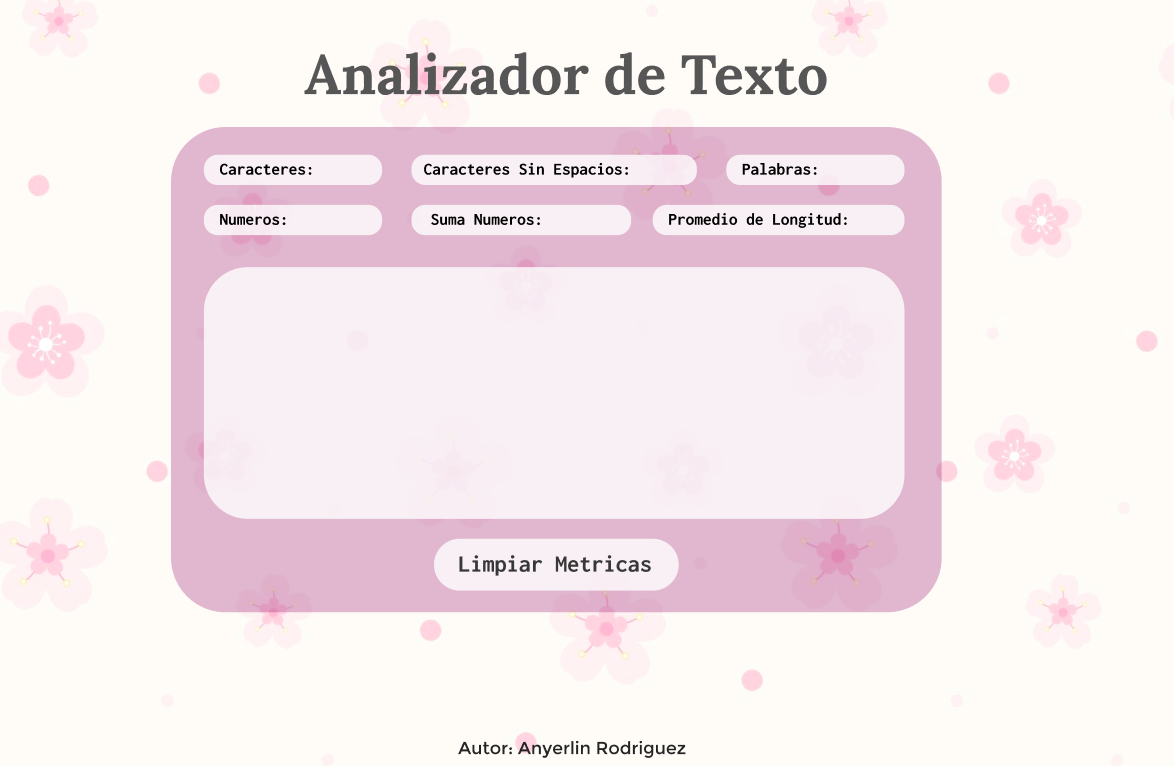 Analizador de Texto
Caracteres: Caracteres Sin Espacios: Palabras:
Numeros: Suma Numeros: Promedio de Longitud:
Limpiar Metricas
Autor: Anyerlin Rodriguez